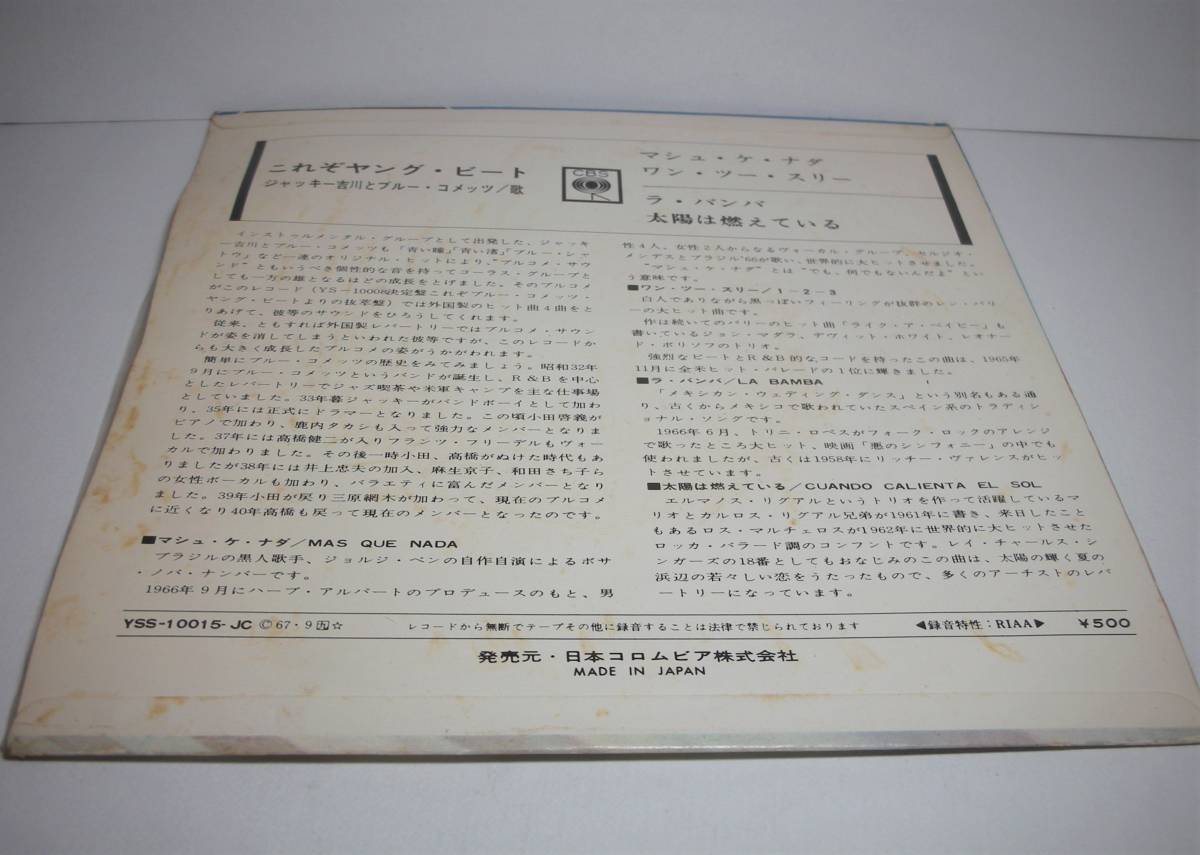 これぞヤング・ビート
ジャッキー吉川とブルー・コメッツ/歌
CBS
マシュ・ケ・ナダ
ワン・ツー・スリー
ラ・バンバ
太陽は燃えている
インストゥルメンタル・グループとして出発した、ジャッキ
ー吉川とブルー・コメッツも「青い瞳」「青い渚」「ブルー・シャ
トウ」など一連のオリジナル・ヒットにより、"ブルコメ・サウ
ンド"ともいうべき個性的な音を持ってコーラス・グループと
しても一方の雄となるほどの成長をとげました。そのブルコメ
がこのレコード(YS-10008決定盤これぞブルー・コメッツ・
ヤング・ビートよりの抜萃盤)では外国製のヒット曲4曲をと
りあげて、彼等のサウンドをひろうしてくれます。
従来、ともすれば外国製レパートリーではブルコメ・サウン
ドが姿を消してしまうといわれた彼等ですが、このレコードか
らも大きく成長したブルコメの姿がうかがわれます。
簡単にブルー・コメッツの歴史をみてみましょう。昭和32年
9月にブルー・コメッツというバンドが誕生し、R&Bを中心
としたレパートリーでジャズ喫茶や米軍キャンプを主な仕事場
としていました。33年暮ジャッキーがバンドボーイとして加わ
り、35年には正式にドラマーとなりました。この頃小田啓義が
ピアノで加わり、鹿内タカシも入って強力なメンバーとなりま
した。37年には高橋健二が入りフランツ・フリーデルもヴォー
カルで加わりました。その後一時小田、高橋がぬけた時代もあ
りましたが38年には井上忠夫の加入、麻生京子、和田さち子ら
の女性ボーカルも加わり、バラエティに富んだメンバーとなり
ました。39年小田が戻り三原綱木が加わって、現在のブルコメ
に近くなり40年高橋も戻って現在のメンバーとなったのです。
■マシュ・ケ・ナダ/MAS QUE NADA
ブラジルの黒人歌手、ジョルジ・ベンの自作自演によるボサ
・ノバ・ナンバーです。
1966年9月にハーブ・アルパートのプロデュースのもと、男
性4人、女性2人からなるヴォーカル・グループ、セルジオ・
メンデスとブラジル'66が歌い、世界的に大ヒットさせました。
"マシュ・ケ・ナダ"とは"でも、何でもないんだよ"とい
う意味です。
■ワン・ツー・スリー/1-2-3
白人でありながら黒っぽいフィーリングが抜群のレン・バリ
ーの大ヒット曲です。
作は続いてのバリーのヒット曲「ライク・ア・ベイビー」も
書いているジョン・マダラ、デヴィット・ホワイト、レオナー
ド・ボリソフのトリオ。
強烈なビートとR&B的なコードを持ったこの曲は、1965年
11月に全米ヒット・パレードの1位に輝きました。
■ラ・バンバ/LA BAMBA
「メキシカン・ウェディング・ダンス」という別名もある通
り、古くからメキシコで歌われていたスペイン系のトラディシ
ョナル・ソングです。
1966年6月、トリニ・ロペスがフォーク・ロックのアレンジ
で歌ったところ大ヒット、映画「悪のシンフォニー」の中でも
使われましたが、古くは1958年にリッチー・ヴァレンスがヒッ
トさせています。
■太陽は燃えている/CUANDO CALIENTA EL SOL
エルマノス・リグアルというトリオを作って活躍しているマ
リオとカルロス・リグアル兄弟が1961年に書き、来日したこと
もあるロス・マルチェロスが1962年に世界的に大ヒットさせた
ロッカ・バラード調のコンフントです。レイ・チャールス・シ
ンガーズの18番としてもおなじみのこの曲は、太陽の輝く夏の
浜辺の若々しい恋をうたったもので、多くのアーチストのレパ
ートリーになっています。
YSS-10015-JC ©67・9 ☆ レコードから無断でテープその他に録音することは法律で禁じられております ◀録音特性:RIAA▶ ¥500
発売元・日本コロムビア株式会社
MADE IN JAPAN